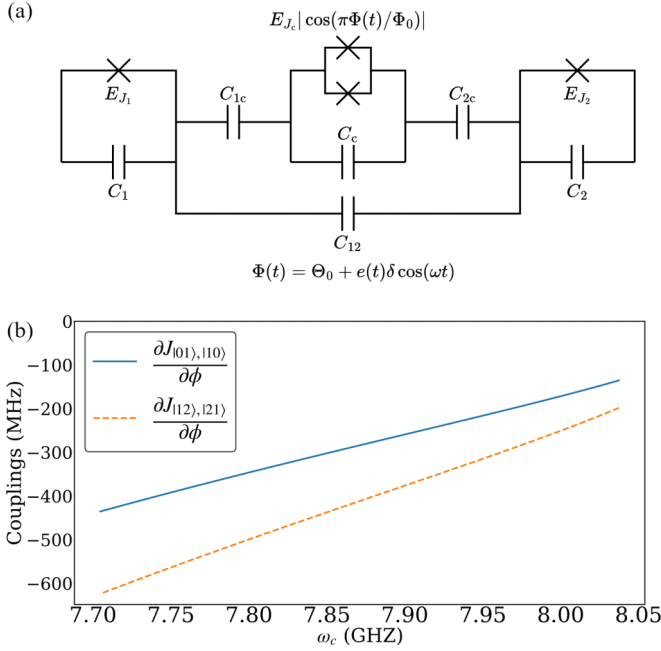 (a)
E_{J_c}|cos(πΦ(t)/Φ_0)|
E_{J_1}
C_{1c}
C_{2c}
E_{J_2}
C_c
C_1
C_2
C_{12}
Φ(t) = Θ_0 + e(t)δ cos(ωt)
(b)
∂J_{|01⟩,|10⟩}
∂ϕ
∂J_{|12⟩,|21⟩}
∂ϕ
Couplings (MHz)
0
−100
−200
−300
−400
−500
−600
7.70 7.75 7.80 7.85 7.90 7.95 8.00 8.05
ω_c (GHZ)